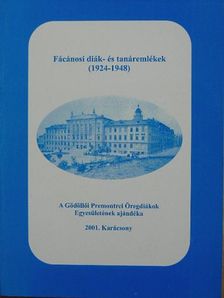 Fácánosi diák- és tanáremlékek
(1924-1948)
A Gödöllői Premontrei Öregdiákok
Egyesületének ajándéka
2001. Karácsony